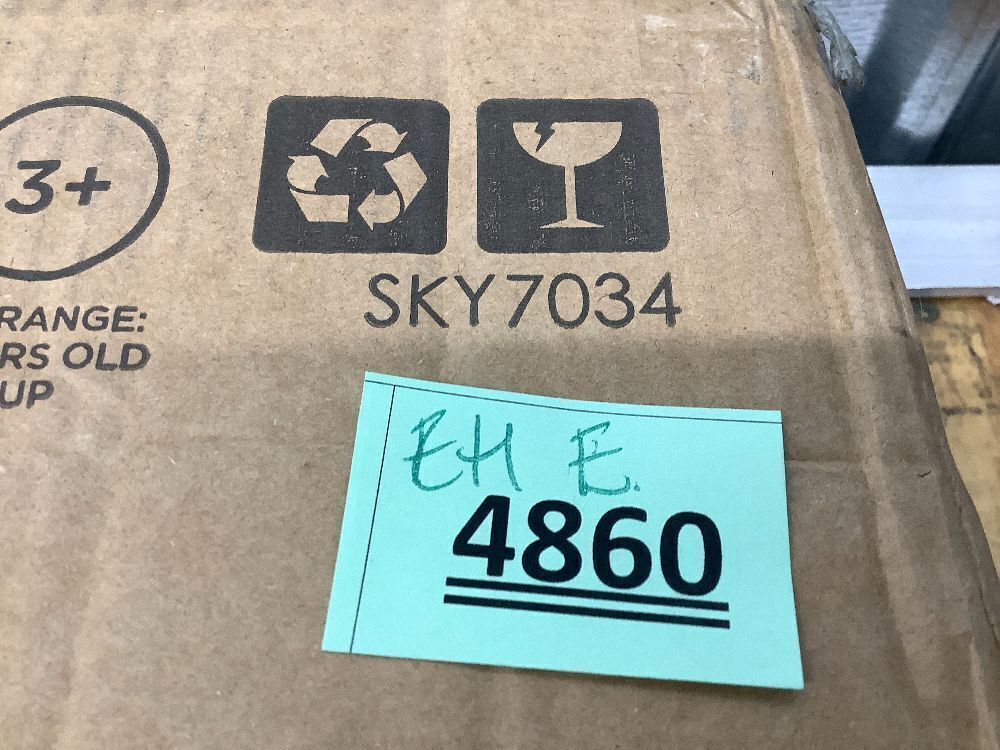 3+
RANGE:
RS OLD
UP
SKY7034
EH E.
4860